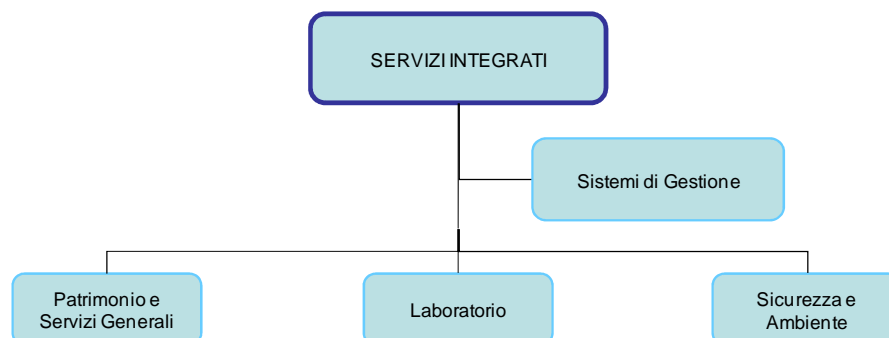 SERVIZI INTEGRATI
Sistemi di Gestione
Patrimonio e
Servizi Generali
Laboratorio
Sicurezza e
Ambiente